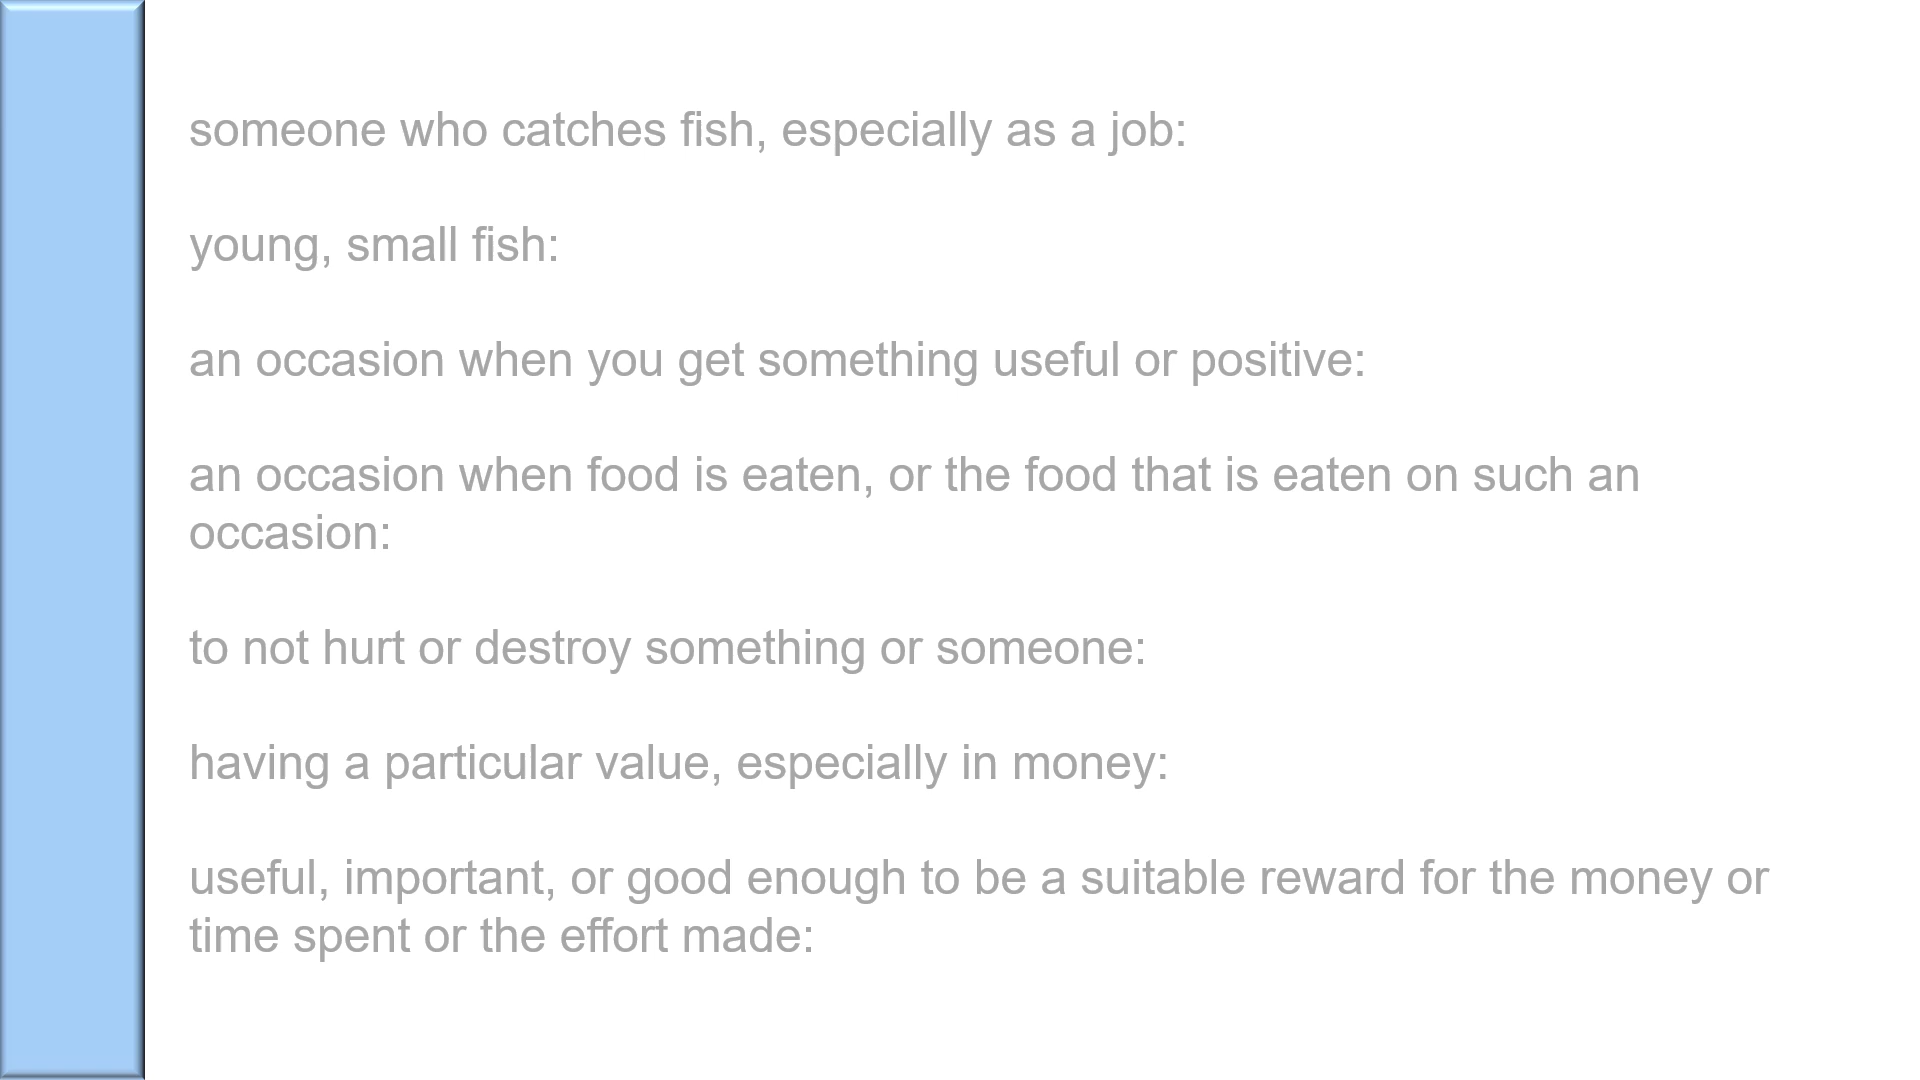 someone who catches fish, especially as a job:
young, small fish:
an occasion when you get something useful or positive:
an occasion when food is eaten, or the food that is eaten on such an
occasion:
to not hurt or destroy something or someone:
having a particular value, especially in money:
useful, important, or good enough to be a suitable reward for the money or
time spent or the effort made: